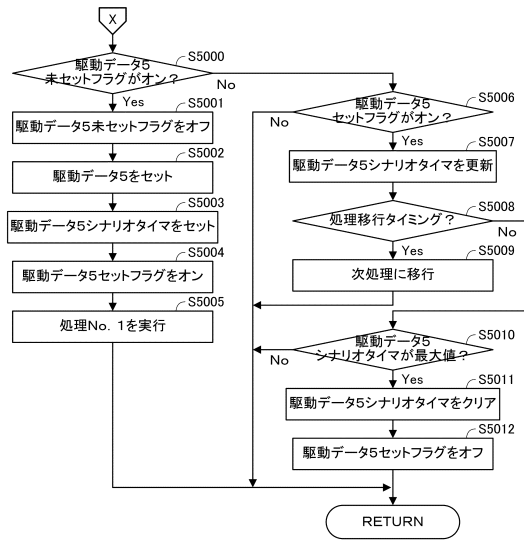 X
駆動データ5
未セットフラグがオン？
S5000
No
Yes
S5001
駆動データ5未セットフラグをオフ
S5002
駆動データ5をセット
S5003
駆動データ5シナリオタイマをセット
S5004
駆動データ5セットフラグをオン
S5005
処理No. 1を実行
駆動データ5
セットフラグがオン？
S5006
No
Yes
S5007
駆動データ5シナリオタイマを更新
S5008
処理移行タイミング？
No
Yes
S5009
次処理に移行
S5010
駆動データ5
シナリオタイマが最大値？
No
Yes
S5011
駆動データ5シナリオタイマをクリア
S5012
駆動データ5セットフラグをオフ
RETURN